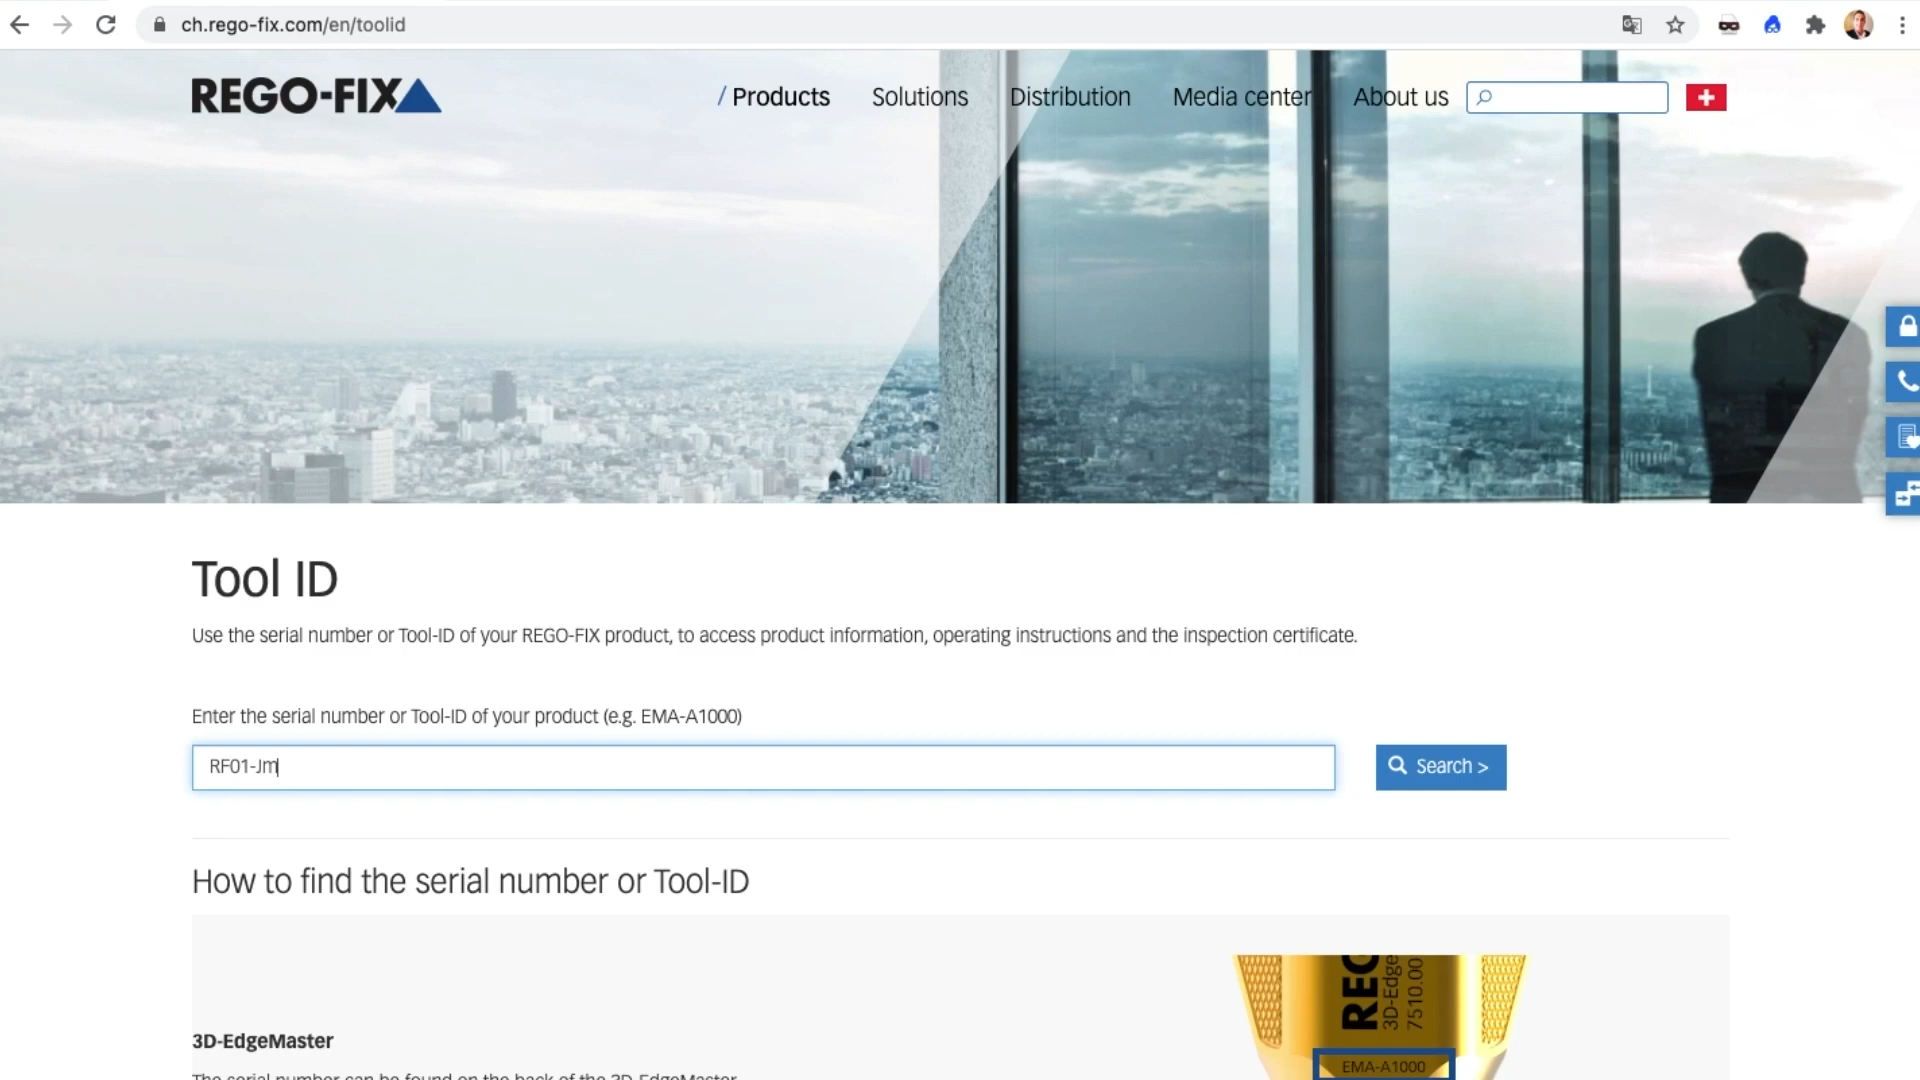 ch.rego-fix.com/en/toolid
REGO-FIX
/ Products Solutions Distribution Media center About us
Tool ID
Use the serial number or Tool-ID of your REGO-FIX product, to access product information, operating instructions and the inspection certificate.
Enter the serial number or Tool-ID of your product (e.g. EMA-A1000)
RF01-Jm
Search >
How to find the serial number or Tool-ID
REGO
3D-Edge
7510.00
EMA-A1000
3D-EdgeMaster
The serial number can be found on the back of the 3D-EdgeMaster